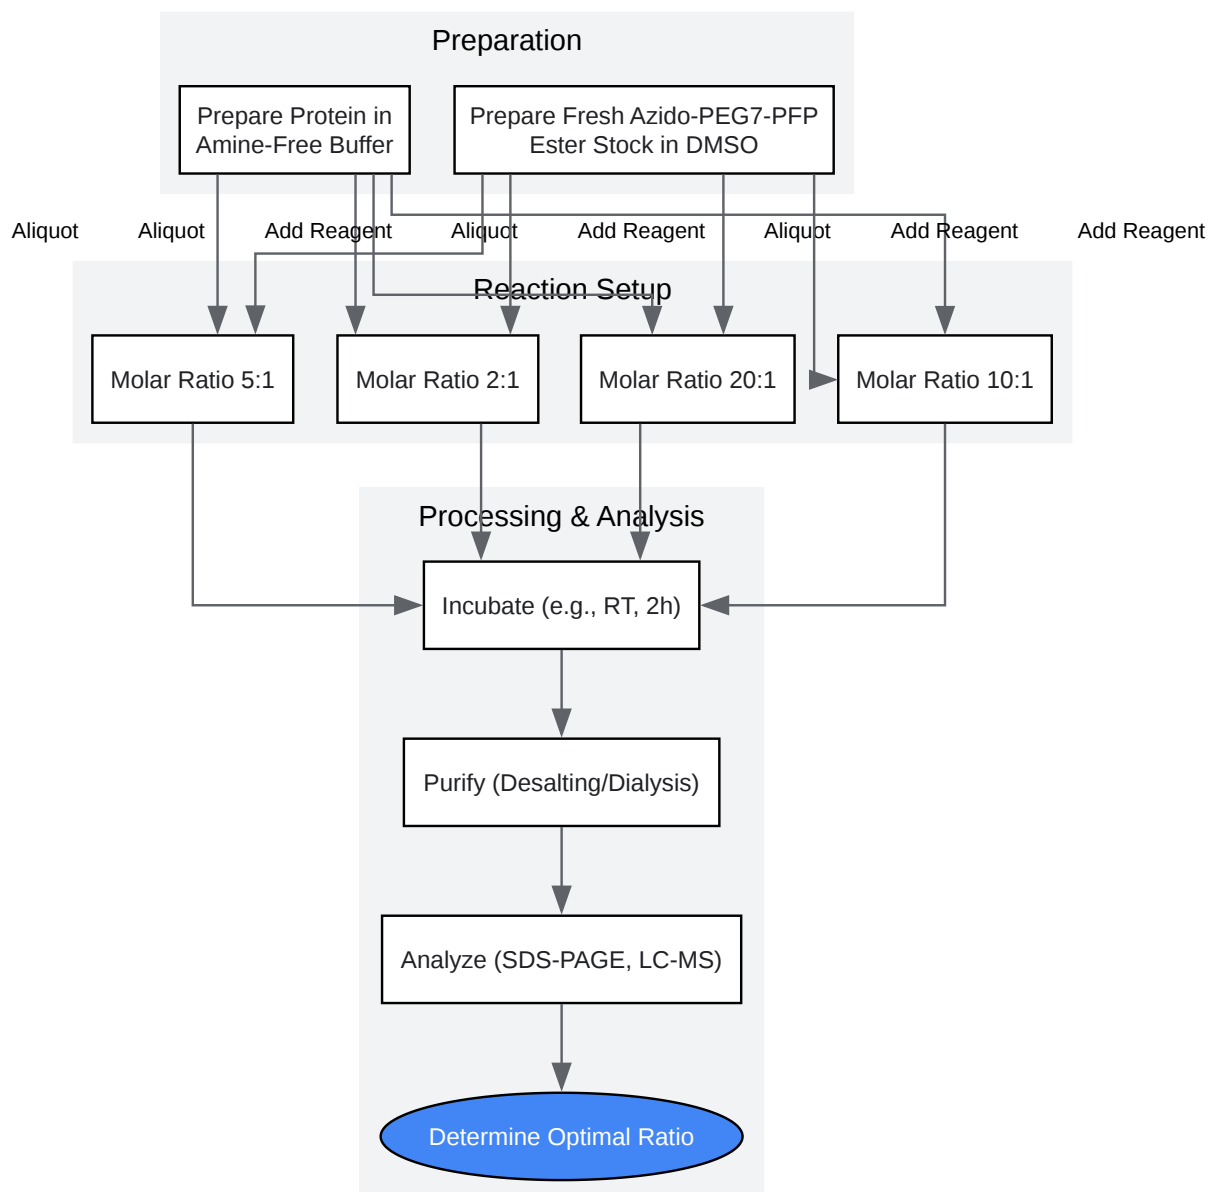 Preparation
Prepare Protein in
Amine-Free Buffer
Prepare Fresh Azido-PEG7-PFP
Ester Stock in DMSO
Aliquot
Aliquot
Add Reagent
Aliquot
Add Reagent
Aliquot
Add Reagent
Add Reagent
Reaction Setup
Molar Ratio 5:1
Molar Ratio 2:1
Molar Ratio 20:1
Molar Ratio 10:1
Processing & Analysis
Incubate (e.g., RT, 2h)
Purify (Desalting/Dialysis)
Analyze (SDS-PAGE, LC-MS)
Determine Optimal Ratio